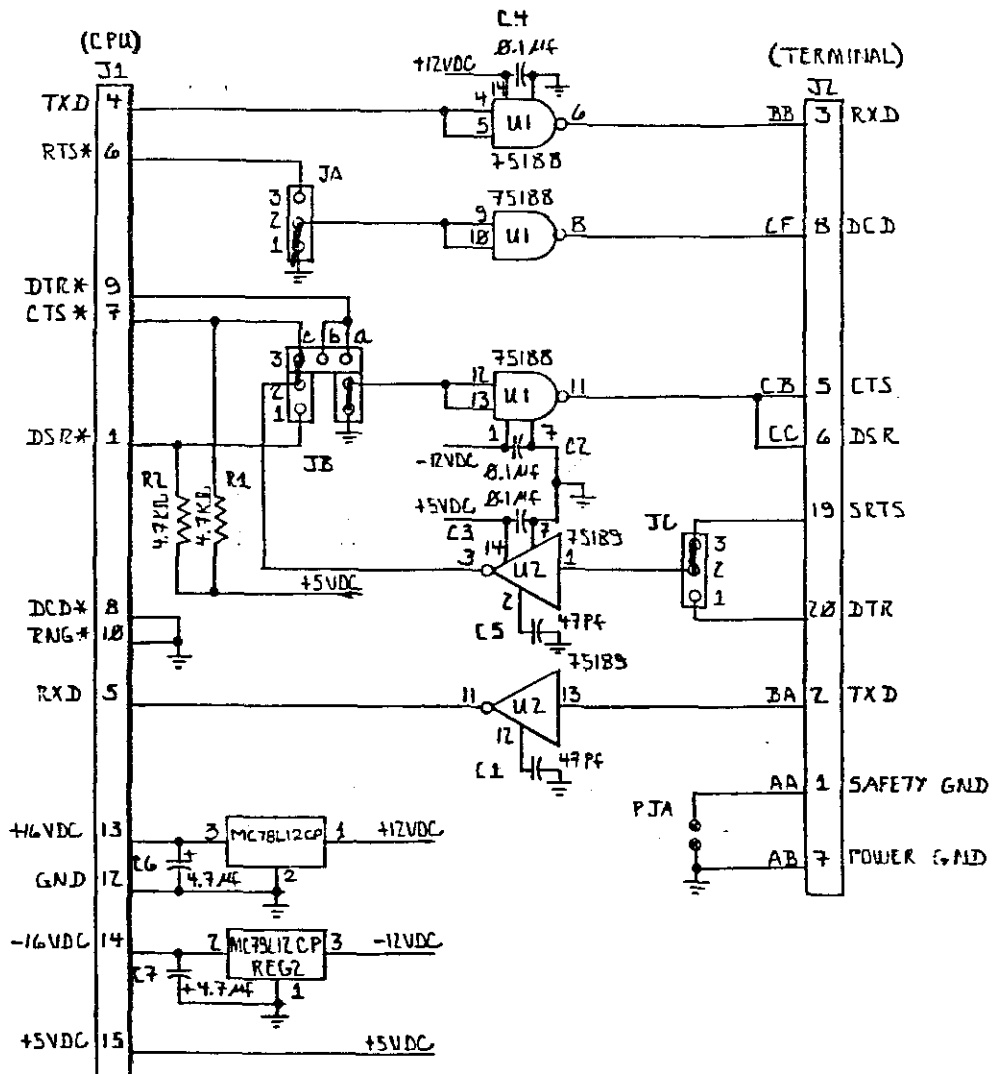 C4
(CPU)
0.1µf
+12VDC
(TERMINAL)
J1
J2
14
TXD 4
4
5
U1
6
BB 3 RXD
75188
RTS* 6
JA
3
2
1
75188
9
10
U1
8
CF 8 DCD
DTR* 9
CTS* 7
c b a
3
2
1
JB
75188
12
13
U1
11
CB 5 CTS
CC 6 DSR
1
7
-12VDC
C2
0.1µf
DSR* 1
R2
4.7KΩ
R1
4.7KΩ
+5VDC
0.1µf
+5VDC
C3
7
14
75189
3
U2
1
2
C5
47Pf
JC
3
2
1
19 SRTS
20 DTR
DCD* 8
RNG* 10
75189
RXD 5
11
U2
13
BA 2 TXD
12
C1
47Pf
AA 1 SAFETY GND
PJA
AB 7 POWER GND
+16VDC 13
3 MC78L12CP 1 +12VDC
C6
+
4.7µf
2
GND 12
-16VDC 14
2 MC79L12CP 3 -12VDC
REG2
C7
+4.7µf
1
+5VDC 15
+5VDC